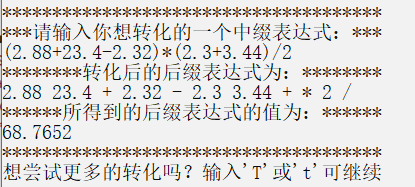 **************************************
***请输入你想转化的一个中缀表达式：***
(2.88+23.4-2.32)*(2.3+3.44)/2
********转化后的后缀表达式为：********
2.88 23.4 + 2.32 - 2.3 3.44 + * 2 /
******所得到的后缀表达式的值为：******
68.7652
**************************************
想尝试更多的转化吗？输入'T'或't'可继续